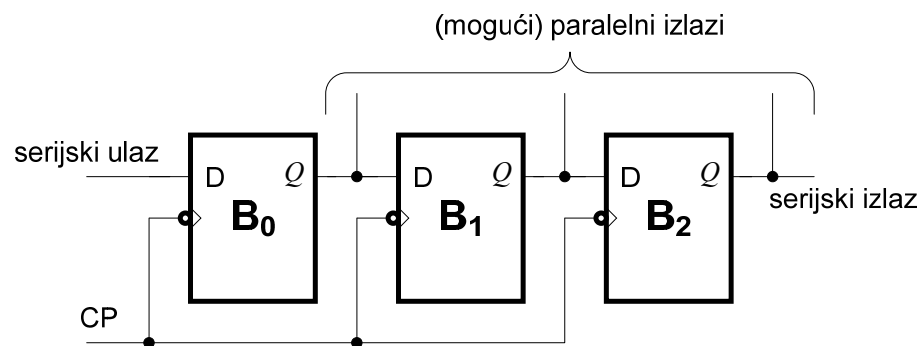 (mogući) paralelni izlazi
serijski ulaz
D Q
D Q
D Q
serijski izlaz
B0
B1
B2
CP